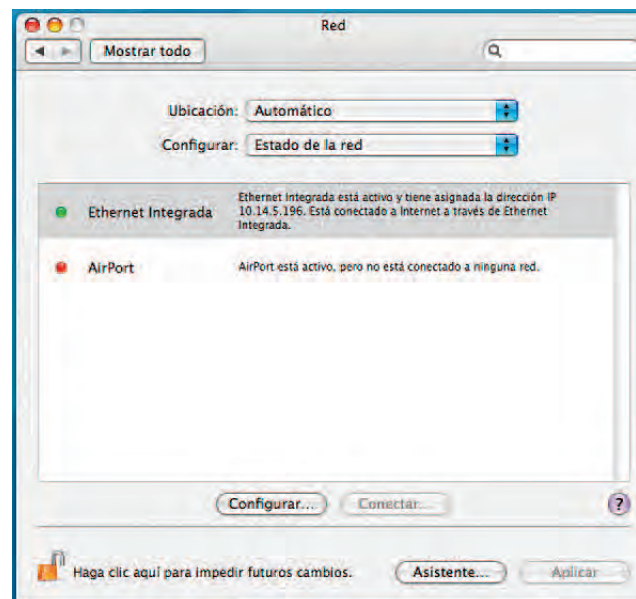 Red
Mostrar todo
Ubicación: Automático
Configurar: Estado de la red
Ethernet Integrada
Ethernet Integrada está activo y tiene asignada la dirección IP
10.14.5.196. Está conectado a Internet a través de Ethernet
Integrada.
AirPort
AirPort está activo, pero no está conectado a ninguna red.
Configurar... Conectar...
?
Haga clic aquí para impedir futuros cambios. Asistente... Aplicar